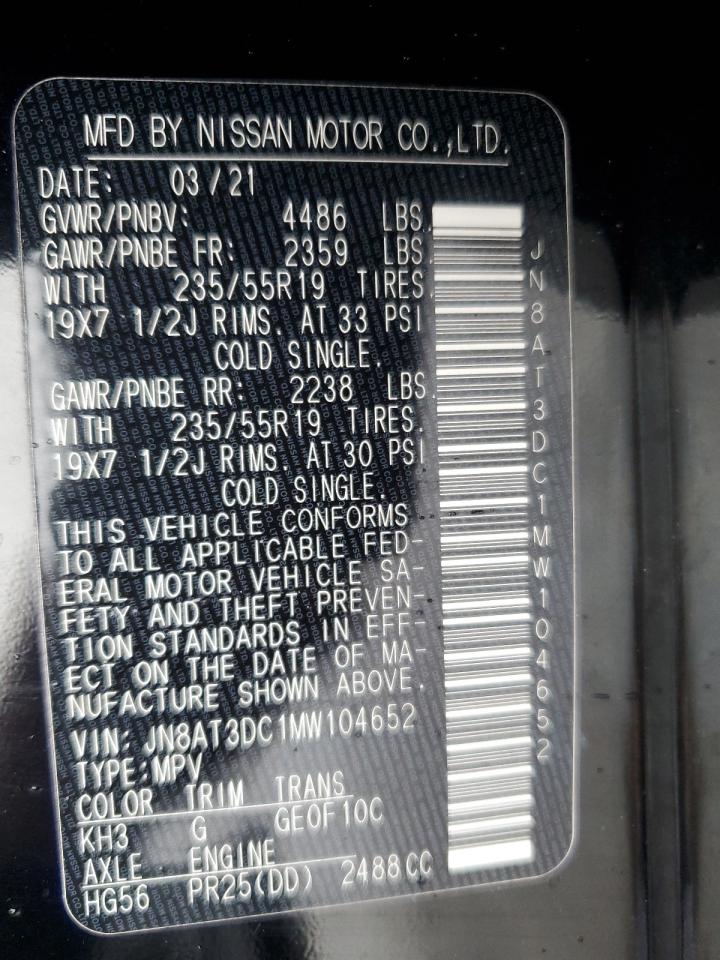 MFD BY NISSAN MOTOR CO.,LTD.
DATE: 03/21
GVWR/PNBV: 4486 LBS.
GAWR/PNBE FR: 2359 LBS.
WITH 235/55R19 TIRES.
19X7 1/2J RIMS. AT 33 PSI
COLD SINGLE.
GAWR/PNBE RR: 2238 LBS.
WITH 235/55R19 TIRES.
19X7 1/2J RIMS. AT 30 PSI
COLD SINGLE.
THIS VEHICLE CONFORMS
TO ALL APPLICABLE FED-
ERAL MOTOR VEHICLE SA-
FETY AND THEFT PREVEN-
TION STANDARDS IN EFF-
ECT ON THE DATE OF MA-
NUFACTURE SHOWN ABOVE.
VIN: JN8AT3DC1MW104652
TYPE:MPV
COLOR TRIM TRANS
KH3 G GE0F10C
AXLE ENGINE
HG56 PR25(DD) 2488CC
JN8AT3DC1MW104652